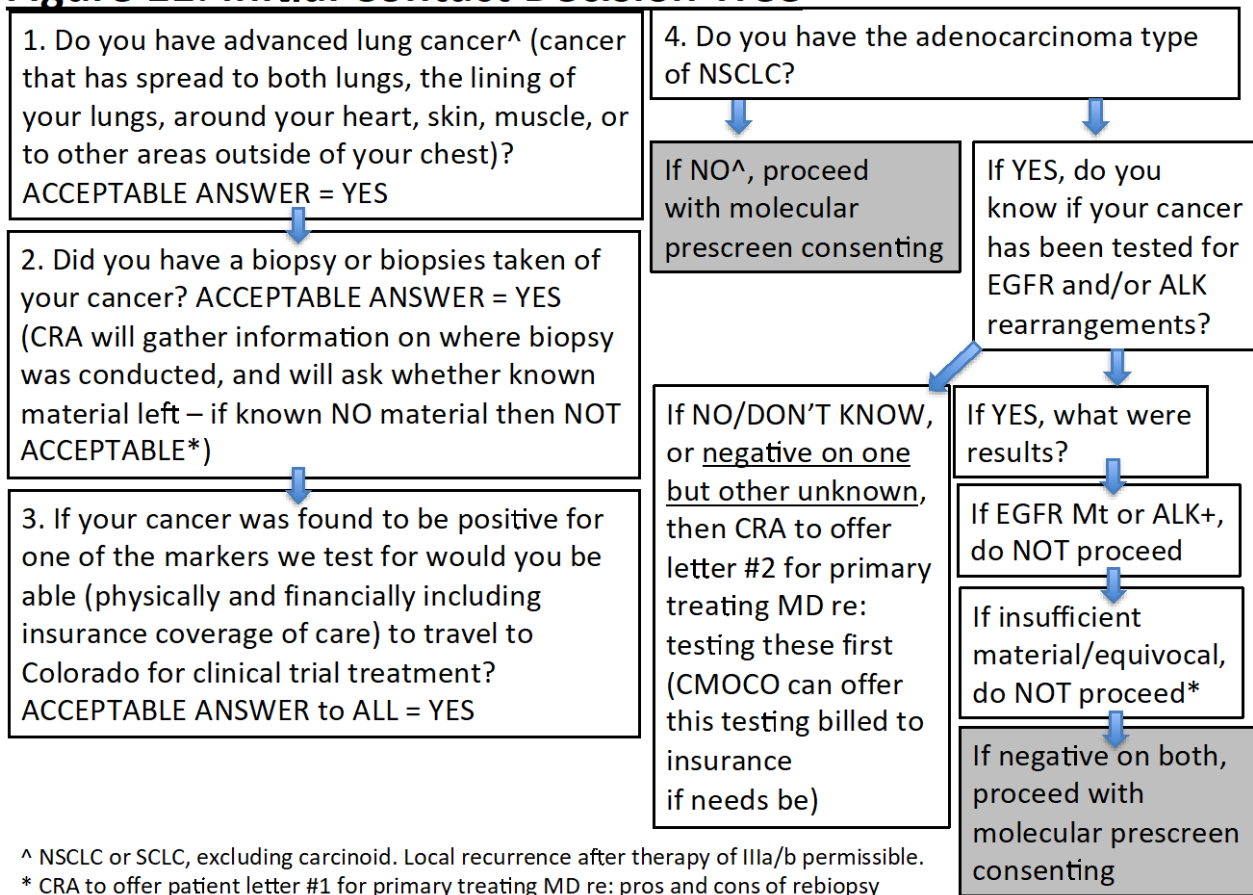 1. Do you have advanced lung cancer^ (cancer
that has spread to both lungs, the lining of
your lungs, around your heart, skin, muscle, or
to other areas outside of your chest)?
ACCEPTABLE ANSWER = YES
2. Did you have a biopsy or biopsies taken of
your cancer? ACCEPTABLE ANSWER = YES
(CRA will gather information on where biopsy
was conducted, and will ask whether known
material left – if known NO material then NOT
ACCEPTABLE*)
3. If your cancer was found to be positive for
one of the markers we test for would you be
able (physically and financially including
insurance coverage of care) to travel to
Colorado for clinical trial treatment?
ACCEPTABLE ANSWER to ALL = YES
4. Do you have the adenocarcinoma type
of NSCLC?
If NO^, proceed
with molecular
prescreen consenting
If YES, do you
know if your cancer
has been tested for
EGFR and/or ALK
rearrangements?
If NO/DON’T KNOW,
or negative on one
but other unknown,
then CRA to offer
letter #2 for primary
treating MD re:
testing these first
(CMOCO can offer
this testing billed to
insurance
if needs be)
If YES, what were
results?
If EGFR Mt or ALK+,
do NOT proceed
If insufficient
material/equivocal,
do NOT proceed*
If negative on both,
proceed with
molecular prescreen
consenting
^ NSCLC or SCLC, excluding carcinoid. Local recurrence after therapy of IIIa/b permissible.
* CRA to offer patient letter #1 for primary treating MD re: pros and cons of rebiopsy